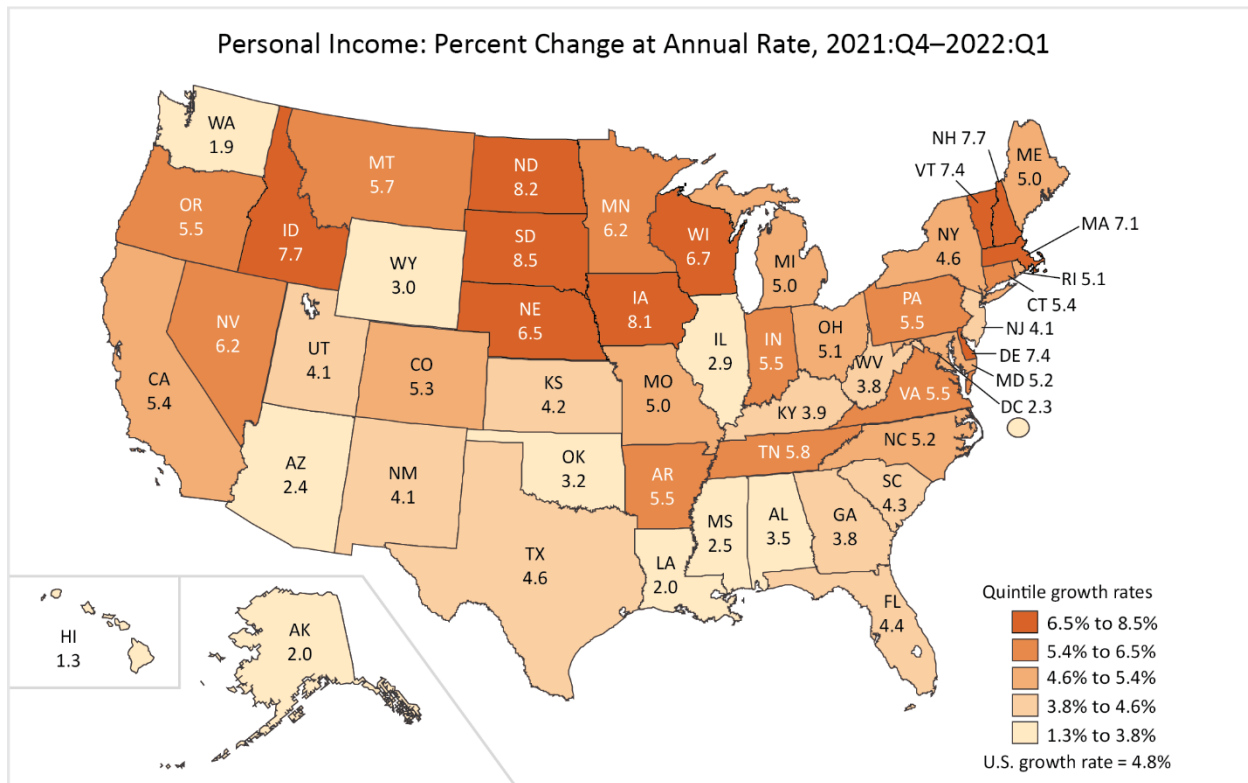 Personal Income: Percent Change at Annual Rate, 2021:Q4–2022:Q1
WA
1.9
OR
5.5
ID
7.7
MT
5.7
ND
8.2
MN
6.2
SD
8.5
WI
6.7
MI
5.0
NH 7.7
VT 7.4
ME
5.0
NY
4.6
MA 7.1
RI 5.1
CT 5.4
PA
5.5
NJ 4.1
DE 7.4
MD 5.2
DC 2.3
WY
3.0
NE
6.5
IA
8.1
IL
2.9
IN
5.5
OH
5.1
WV
3.8
VA 5.5
NV
6.2
UT
4.1
CO
5.3
KS
4.2
MO
5.0
KY 3.9
CA
5.4
TN 5.8
NC 5.2
AZ
2.4
NM
4.1
OK
3.2
AR
5.5
SC
4.3
MS
2.5
AL
3.5
GA
3.8
TX
4.6
LA
2.0
FL
4.4
HI
1.3
AK
2.0
Quintile growth rates
6.5% to 8.5%
5.4% to 6.5%
4.6% to 5.4%
3.8% to 4.6%
1.3% to 3.8%
U.S. growth rate = 4.8%